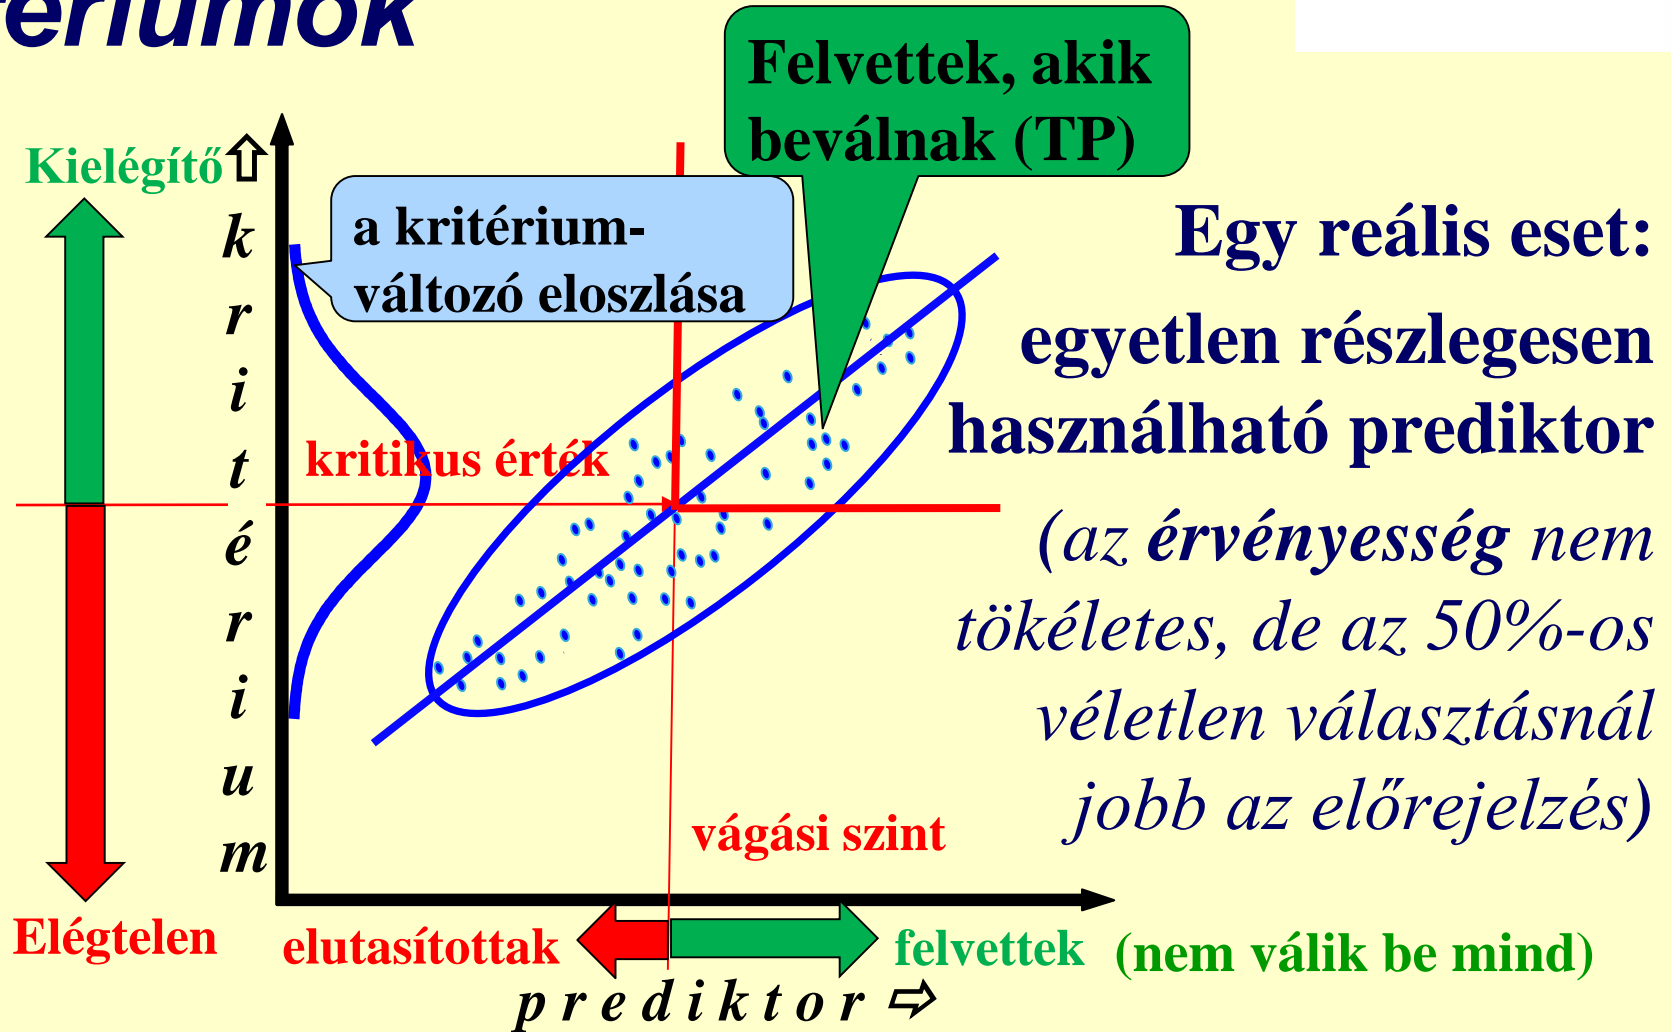 tériumok
Felvettek, akik
beválnak (TP)
Kielégítő
a kritérium-
változó eloszlása
kritérium
kritikus érték
Egy reális eset:
egyetlen részlegesen
használható prediktor
(az érvényesség nem
tökéletes, de az 50%-os
véletlen választásnál
jobb az előrejelzés)
vágási szint
Elégtelen
elutasítottak
felvettek
(nem válik be mind)
prediktor